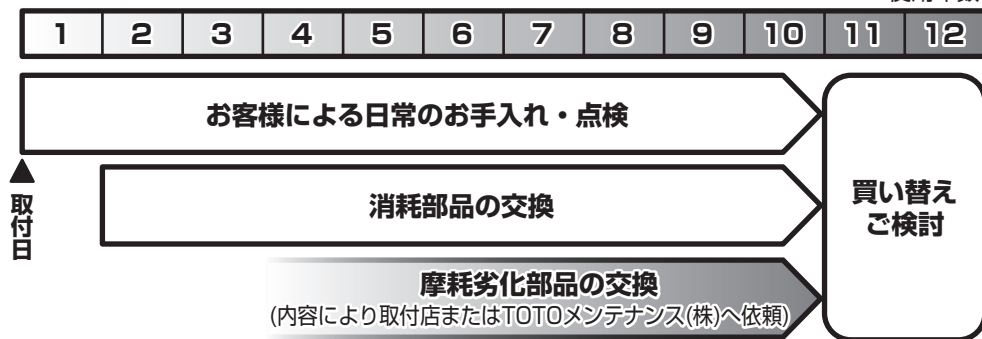 1 2 3 4 5 6 7 8 9 10 11 12
お客様による日常のお手入れ・点検
取付日
消耗部品の交換
買い替え
ご検討
摩耗劣化部品の交換
(内容により取付店またはTOTOメンテナンス(株)へ依頼)